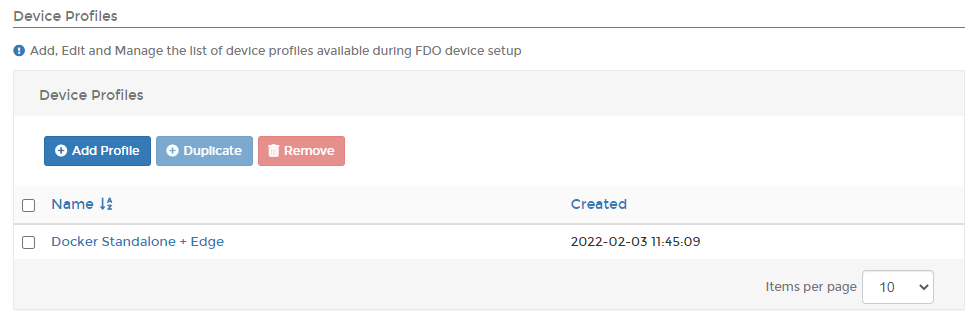 Device Profiles
Add, Edit and Manage the list of device profiles available during FDO device setup
Device Profiles
Add Profile Duplicate Remove
Name Created
Docker Standalone + Edge 2022-02-03 11:45:09
Items per page 10